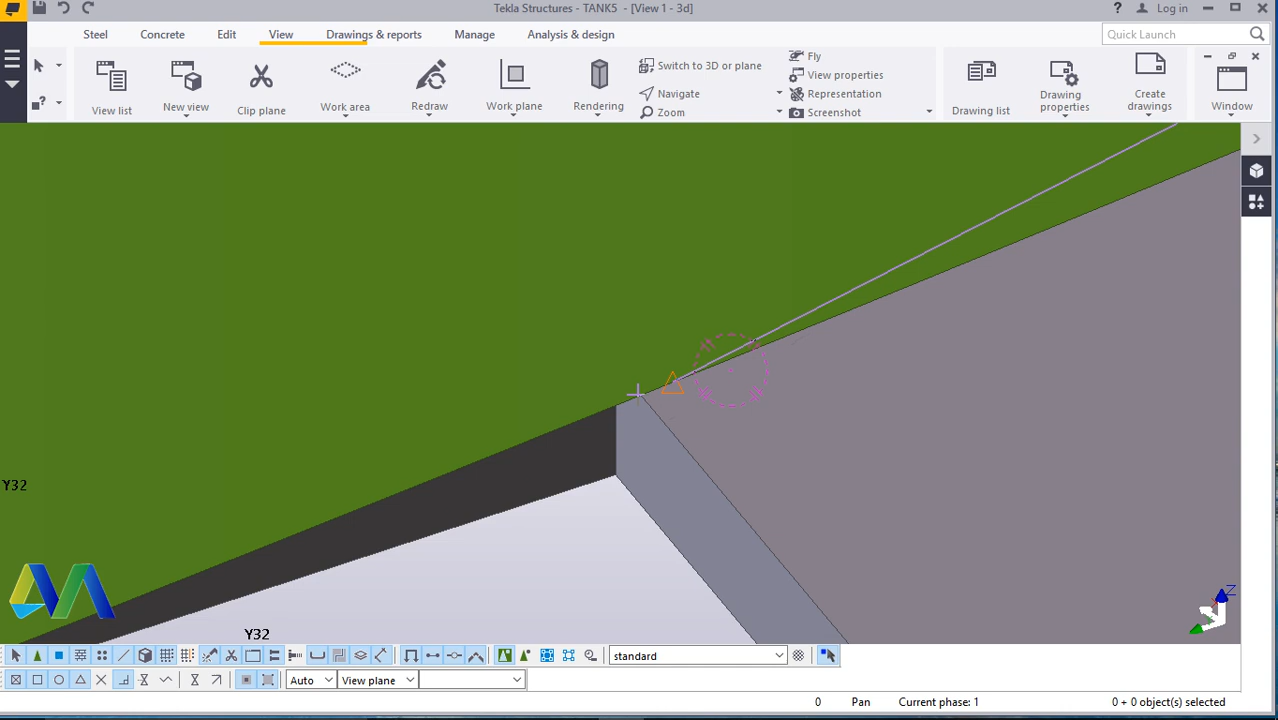 Tekla Structures - TANK5 - [View 1 - 3d]
? Log in
Steel Concrete Edit View Drawings & reports Manage Analysis & design Quick Launch
View list
New view
Clip plane
Work area
Redraw
Work plane
Rendering
Switch to 3D or plane
Navigate
Zoom
Fly
View properties
Representation
Screenshot
Drawing list
Drawing properties
Create drawings
Window
Y32
Y32
Z
standard
Auto View plane
0 Pan Current phase: 1 0 + 0 object(s) selected